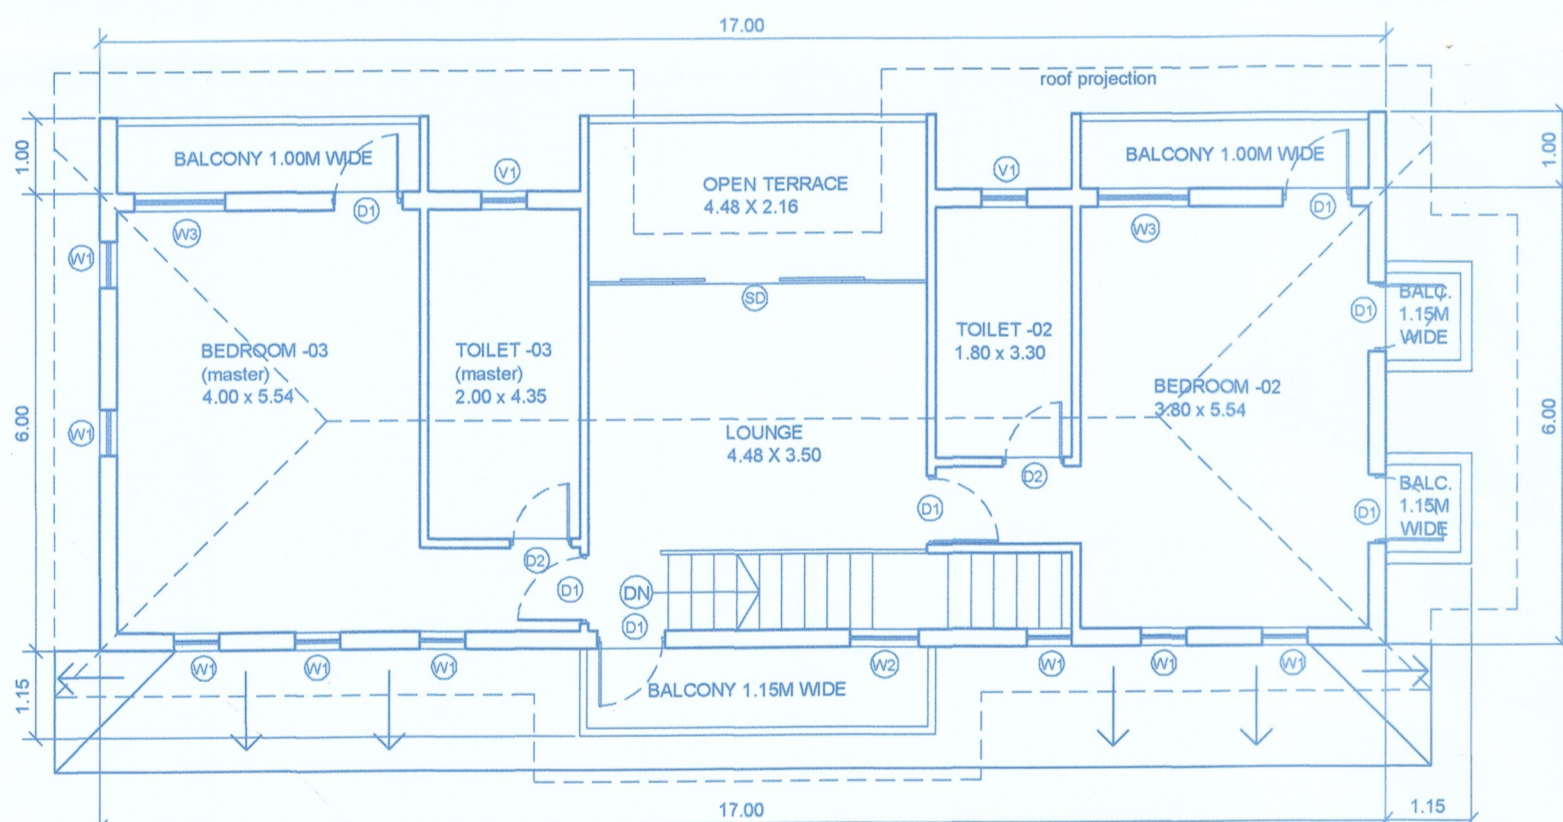 17.00
roof projection
1.00
BALCONY 1.00M WIDE
V1
OPEN TERRACE
4.48 X 2.16
V1
BALCONY 1.00M WIDE
1.00
D1
W3
D1
W3
W1
SD
D1
BALC.
1.15M
WIDE
BEDROOM -03
(master)
4.00 x 5.54
TOILET -03
(master)
2.00 x 4.35
TOILET -02
1.80 x 3.30
BEDROOM -02
3.80 x 5.54
6.00
W1
LOUNGE
4.48 X 3.50
6.00
D2
D1
D1
BALC.
1.15M
WIDE
D2
D1
DN
D1
W1
W1
W1
W2
W1
W1
W1
1.15
BALCONY 1.15M WIDE
17.00
1.15